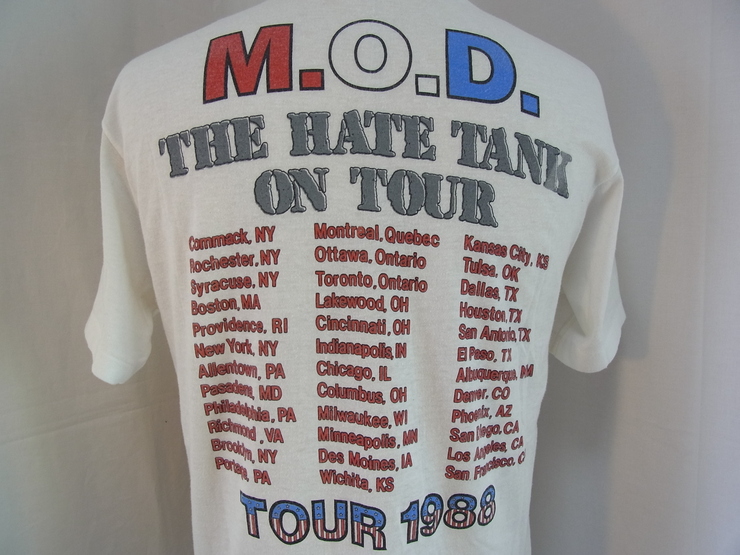 M.O.D.
THE HATE TANK
ON TOUR
Commack, NY
Rochester, NY
Syracuse, NY
Boston, MA
Providence, RI
New York, NY
Allentown, PA
Pasadena, MD
Philadelphia, PA
Richmond, VA
Brooklyn, NY
Porters, PA
Montreal, Quebec
Ottawa, Ontario
Toronto, Ontario
Lakewood, OH
Cincinnati, OH
Indianapolis, IN
Chicago, IL
Columbus, OH
Milwaukee, WI
Minneapolis, MN
Des Moines, IA
Wichita, KS
Kansas City, KS
Tulsa, OK
Dallas, TX
Houston, TX
San Antonio, TX
El Peso, TX
Albuquerque, NM
Denver, CO
Phoenix, AZ
San Diego, CA
Los Angeles, CA
San Francisco,
TOUR 1988